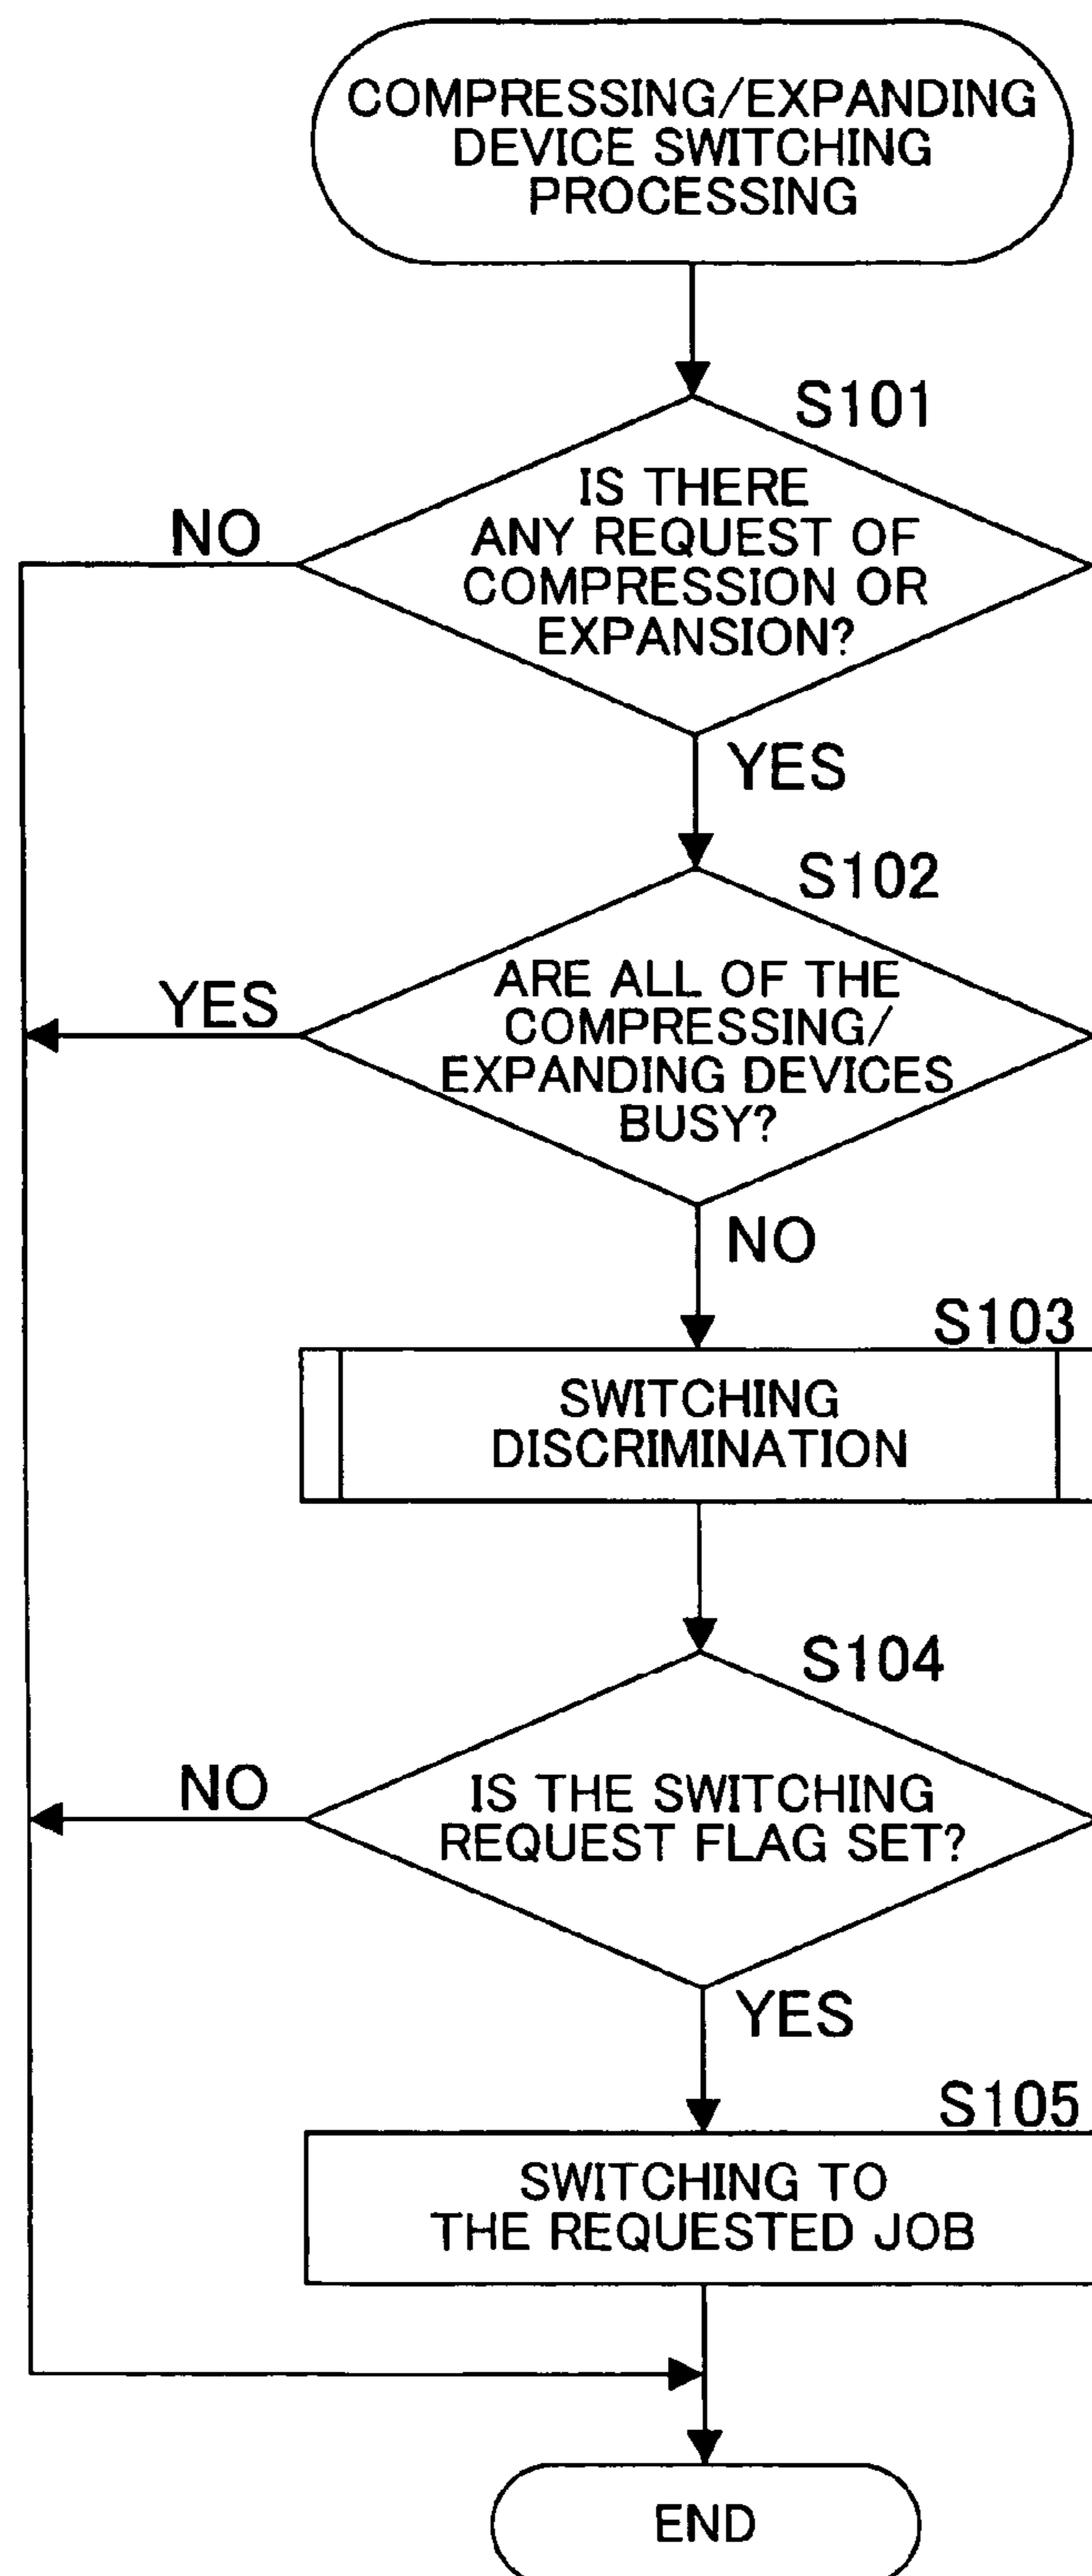 COMPRESSING/EXPANDING
DEVICE SWITCHING
PROCESSING
S101
IS THERE
ANY REQUEST OF
COMPRESSION OR
EXPANSION?
NO
YES
S102
ARE ALL OF THE
COMPRESSING/
EXPANDING DEVICES
BUSY?
YES
NO
S103
SWITCHING
DISCRIMINATION
S104
IS THE SWITCHING
REQUEST FLAG SET?
NO
YES
S105
SWITCHING TO
THE REQUESTED JOB
END